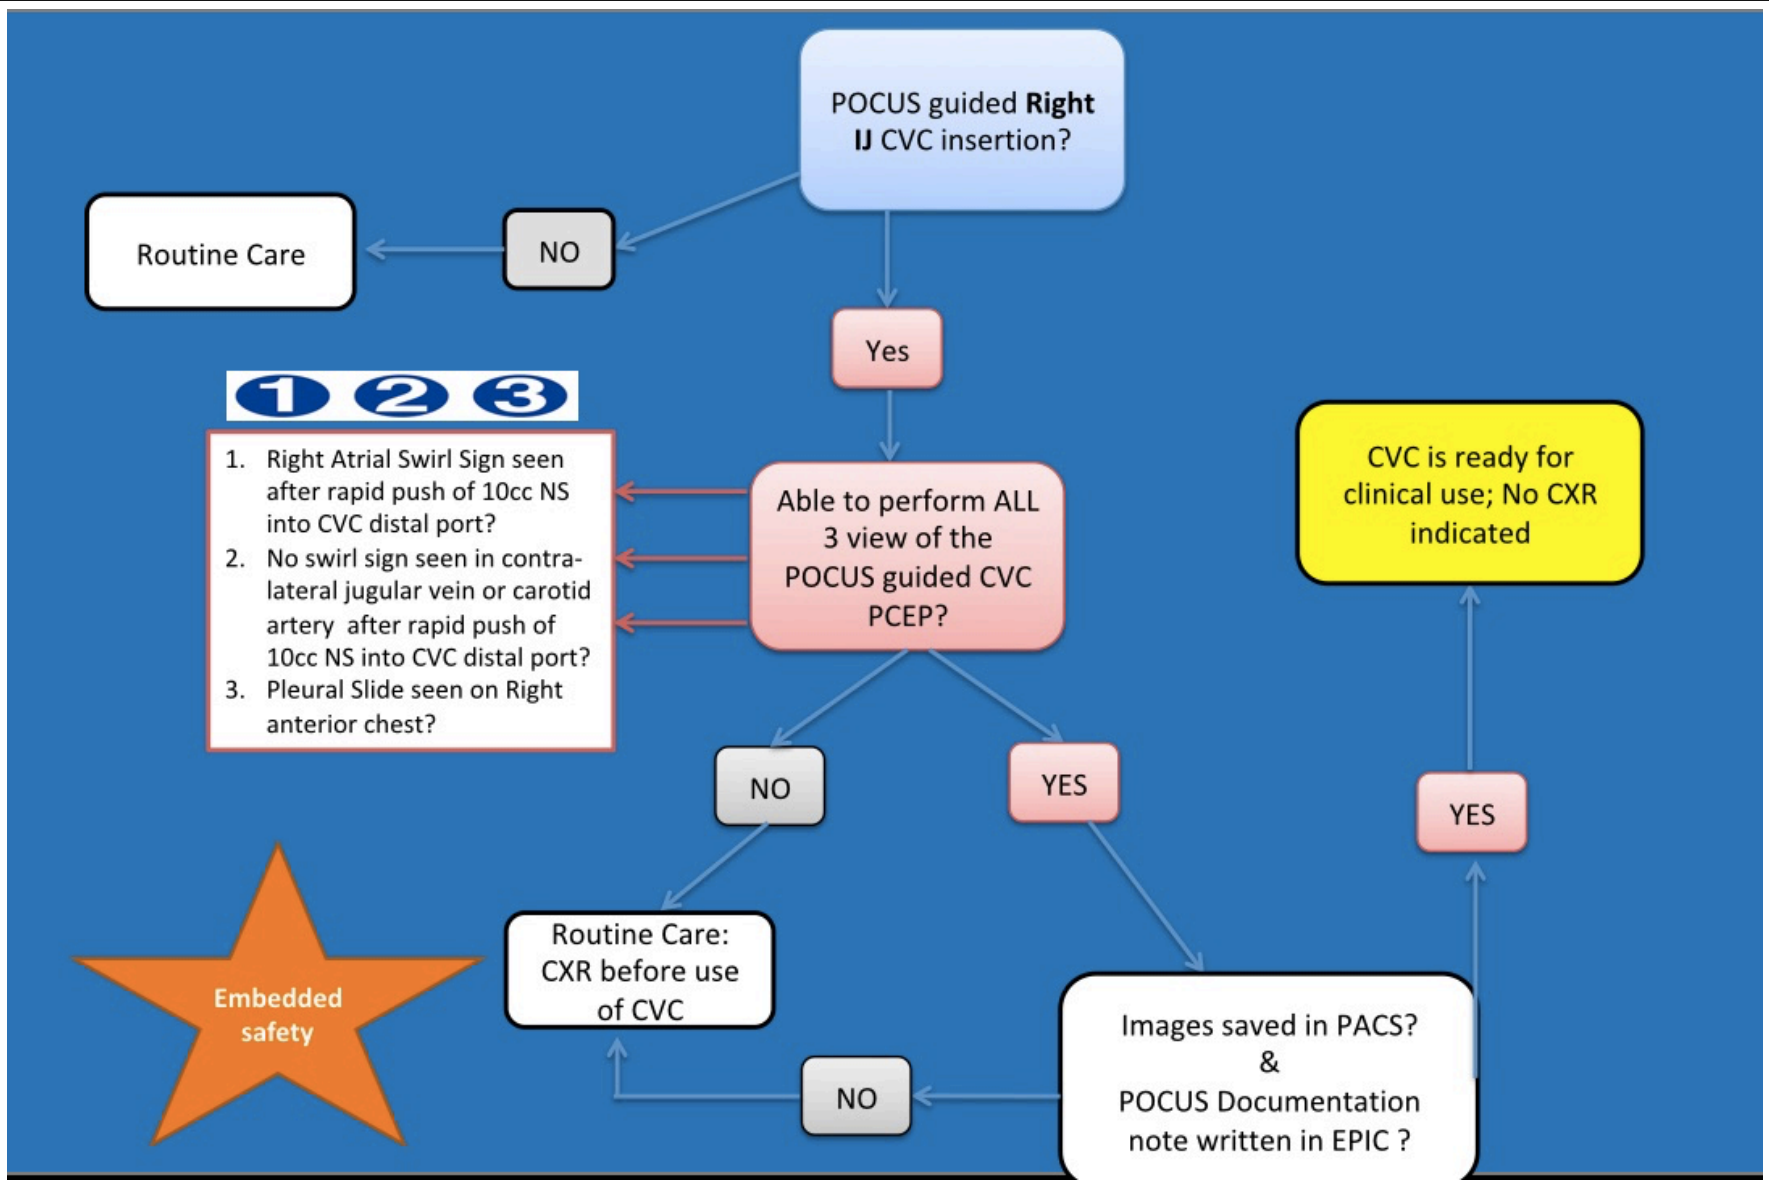 POCUS guided Right
IJ CVC insertion?
Routine Care
NO
Yes
1 2 3
1. Right Atrial Swirl Sign seen
after rapid push of 10cc NS
into CVC distal port?
2. No swirl sign seen in contra-
lateral jugular vein or carotid
artery after rapid push of
10cc NS into CVC distal port?
3. Pleural Slide seen on Right
anterior chest?
Able to perform ALL
3 view of the
POCUS guided CVC
PCEP?
CVC is ready for
clinical use; No CXR
indicated
NO
YES
YES
Embedded
safety
Routine Care:
CXR before use
of CVC
NO
Images saved in PACS?
&
POCUS Documentation
note written in EPIC ?